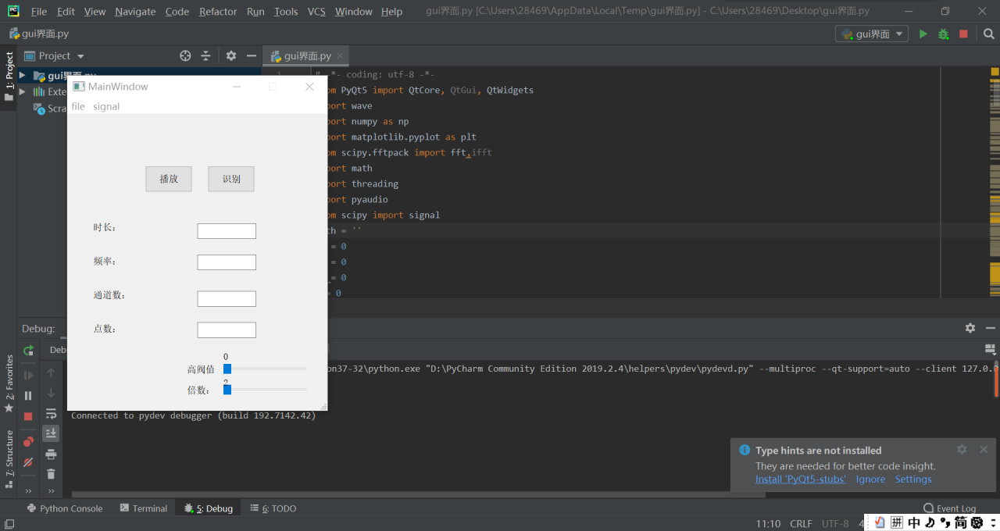 File Edit View Navigate Code Refactor Run Tools VCS Window Help gui界面.py [C:\Users\28469\AppData\Local\Temp\gui界面.py] - C:\Users\28469\Desktop\gui界面.py
gui界面.py
gui界面
1: Project
Project
gui界面.py
gui界面.py
Exte
Scra
MainWindow
file signal
播放 识别
时长:
频率:
通道数:
点数:
0
高阀值
2
倍数:
1
# -*- coding: utf-8 -*-
om PyQt5 import QtCore, QtGui, QtWidgets
port wave
port numpy as np
port matplotlib.pyplot as plt
om scipy.fftpack import fft,ifft
port math
port threading
port pyaudio
om scipy import signal
th = ''
= 0
= 0
= 0
= 0
Debug:
Deb
on37-32\python.exe "D:\PyCharm Community Edition 2019.2.4\helpers\pydev\pydevd.py" --multiproc --qt-support=auto --client 127.0.0
Connected to pydev debugger (build 192.7142.42)
2: Favorites
7: Structure
Type hints are not installed
They are needed for better code insight.
Install 'PyQt5-stubs' Ignore Settings
Python Console Terminal 5: Debug 6: TODO Event Log
11:10 CRLF UTF-8 4
拼 中 简